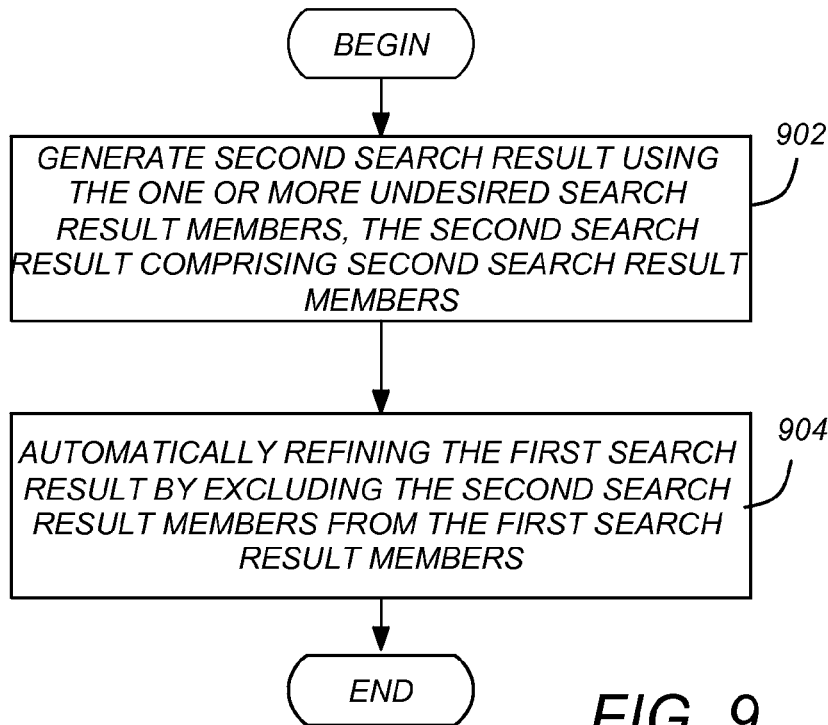 BEGIN
902
GENERATE SECOND SEARCH RESULT USING
THE ONE OR MORE UNDESIRED SEARCH
RESULT MEMBERS, THE SECOND SEARCH
RESULT COMPRISING SECOND SEARCH RESULT
MEMBERS
904
AUTOMATICALLY REFINING THE FIRST SEARCH
RESULT BY EXCLUDING THE SECOND SEARCH
RESULT MEMBERS FROM THE FIRST SEARCH
RESULT MEMBERS
END
FIG. 9